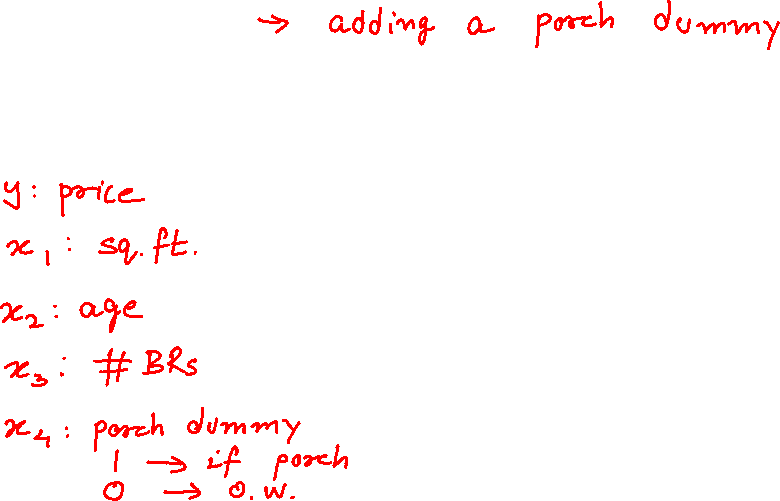 → adding a porch dummy
y: price
x₁: sq.ft.
x₂: age
x₃: # BRs
x₄: porch dummy
1 → if porch
0 → o.w.